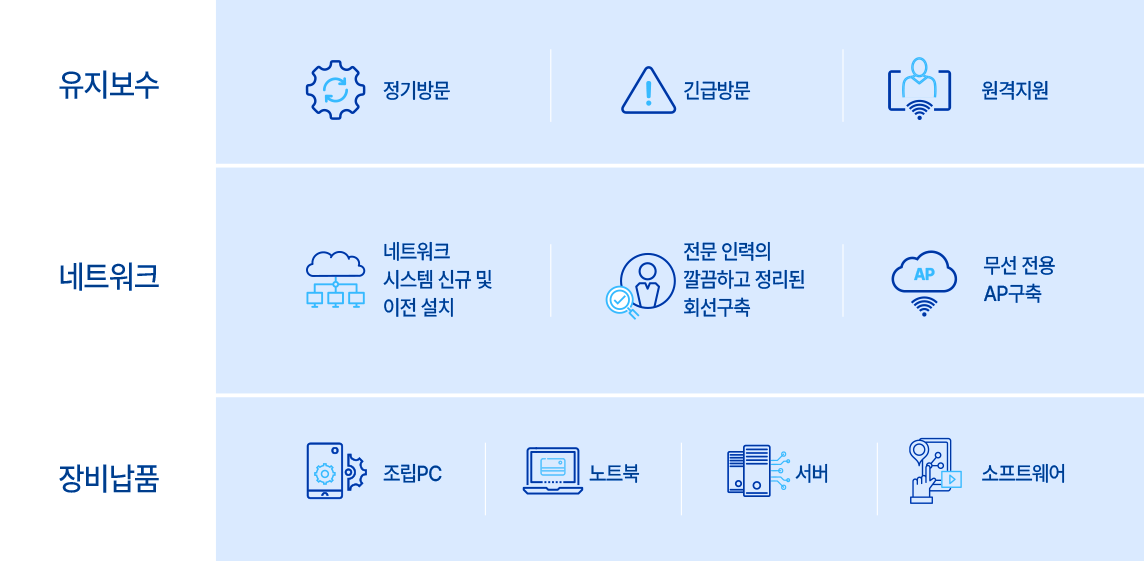 유지보수
정기방문
긴급방문
원격지원
네트워크
네트워크
시스템 신규 및
이전 설치
전문 인력의
깔끔하고 정리된
회선구축
AP
무선 전용
AP구축
장비납품
조립PC
노트북
서버
소프트웨어